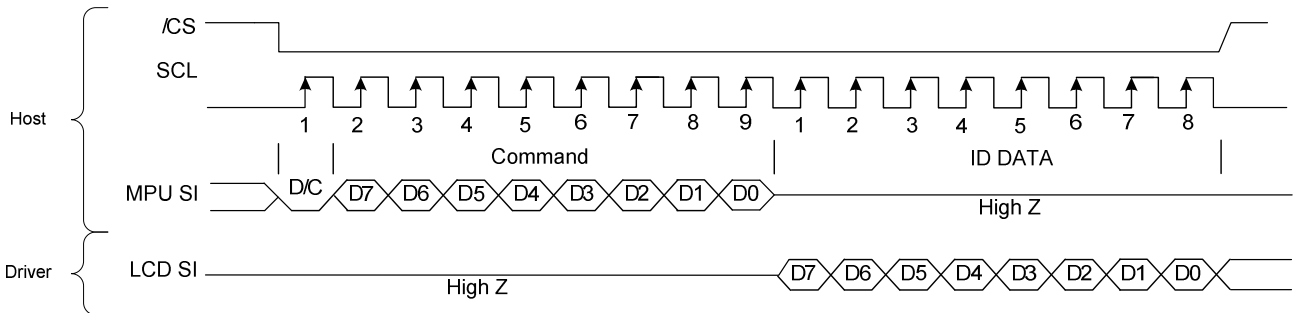 /CS
SCL
Host
1 2 3 4 5 6 7 8 9 1 2 3 4 5 6 7 8
Command ID DATA
MPU SI D/C D7 D6 D5 D4 D3 D2 D1 D0
High Z
Driver LCD SI D7 D6 D5 D4 D3 D2 D1 D0
High Z